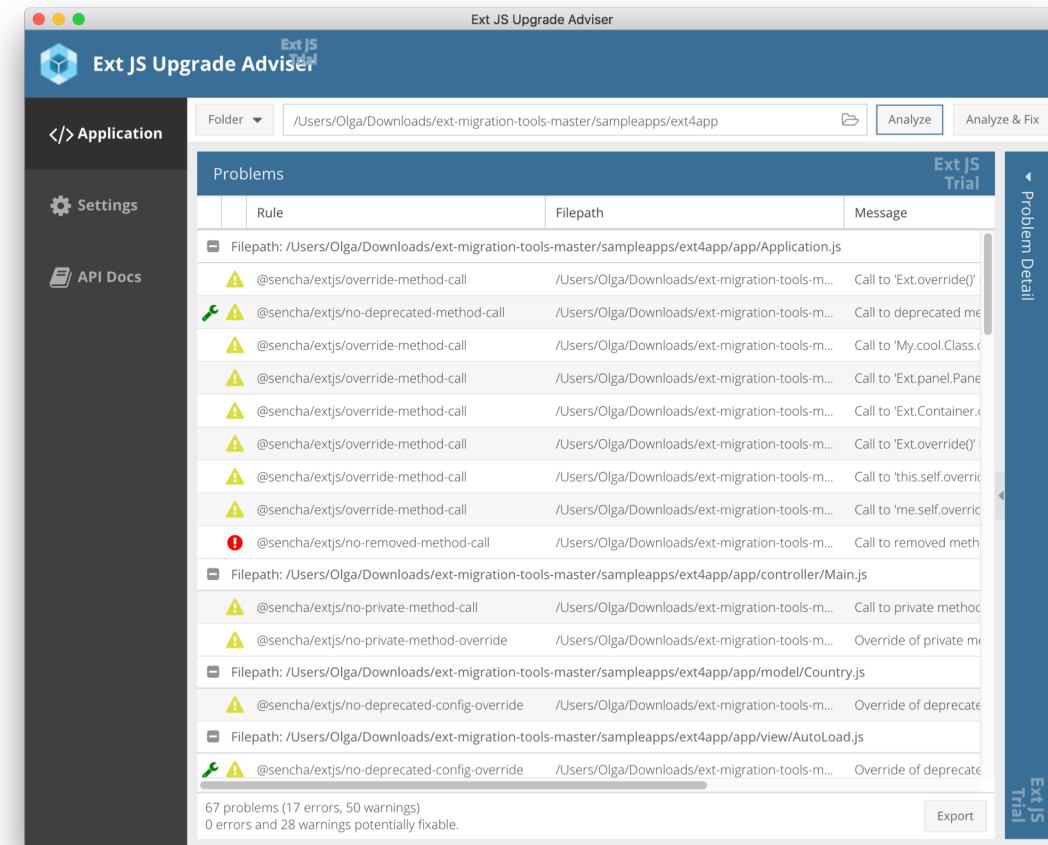 Ext JS Upgrade Adviser
Ext JS Upgrade Adviser
Ext JS
Trial
Application
Settings
API Docs
Folder
/Users/Olga/Downloads/ext-migration-tools-master/sampleapps/ext4app
Analyze
Analyze & Fix
Problems
Ext JS
Trial
Rule Filepath Message
Filepath: /Users/Olga/Downloads/ext-migration-tools-master/sampleapps/ext4app/app/Application.js
@sencha/extjs/override-method-call /Users/Olga/Downloads/ext-migration-tools-m... Call to 'Ext.override()'
@sencha/extjs/no-deprecated-method-call /Users/Olga/Downloads/ext-migration-tools-m... Call to deprecated me
@sencha/extjs/override-method-call /Users/Olga/Downloads/ext-migration-tools-m... Call to 'My.cool.Class.
@sencha/extjs/override-method-call /Users/Olga/Downloads/ext-migration-tools-m... Call to 'Ext.panel.Pane
@sencha/extjs/override-method-call /Users/Olga/Downloads/ext-migration-tools-m... Call to 'Ext.Container.
@sencha/extjs/override-method-call /Users/Olga/Downloads/ext-migration-tools-m... Call to 'Ext.override()'
@sencha/extjs/override-method-call /Users/Olga/Downloads/ext-migration-tools-m... Call to 'this.self.overrid
@sencha/extjs/override-method-call /Users/Olga/Downloads/ext-migration-tools-m... Call to 'me.self.overrid
@sencha/extjs/no-removed-method-call /Users/Olga/Downloads/ext-migration-tools-m... Call to removed meth
Filepath: /Users/Olga/Downloads/ext-migration-tools-master/sampleapps/ext4app/app/controller/Main.js
@sencha/extjs/no-private-method-call /Users/Olga/Downloads/ext-migration-tools-m... Call to private method
@sencha/extjs/no-private-method-override /Users/Olga/Downloads/ext-migration-tools-m... Override of private me
Filepath: /Users/Olga/Downloads/ext-migration-tools-master/sampleapps/ext4app/app/model/Country.js
@sencha/extjs/no-deprecated-config-override /Users/Olga/Downloads/ext-migration-tools-m... Override of deprecate
Filepath: /Users/Olga/Downloads/ext-migration-tools-master/sampleapps/ext4app/app/view/AutoLoad.js
@sencha/extjs/no-deprecated-config-override /Users/Olga/Downloads/ext-migration-tools-m... Override of deprecate
67 problems (17 errors, 50 warnings)
0 errors and 28 warnings potentially fixable.
Export
Problem Detail
Ext JS
Trial